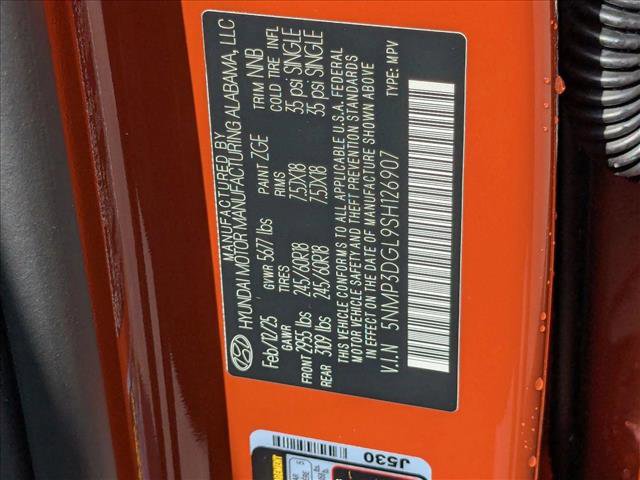 MANUFACTURED BY
HYUNDAI MOTOR MANUFACTURING ALABAMA, LLC
Feb/12/25 GVWR 5677 lbs PAINT ZGE TRIM NNB
GAWR TIRES RIMS COLD TIRE INFL
FRONT 2955 lbs 245/60R18 7.5JX18 35 psi SINGLE
REAR 3109 lbs 245/60R18 7.5JX18 35 psi SINGLE
THIS VEHICLE CONFORMS TO ALL APPLICABLE U.S.A. FEDERAL
MOTOR VEHICLE SAFETY AND THEFT PREVENTION STANDARDS
IN EFFECT ON THE DATE OF MANUFACTURE SHOWN ABOVE
V.I.N 5NMP3DGL9SH126907 TYPE: MPV
J530